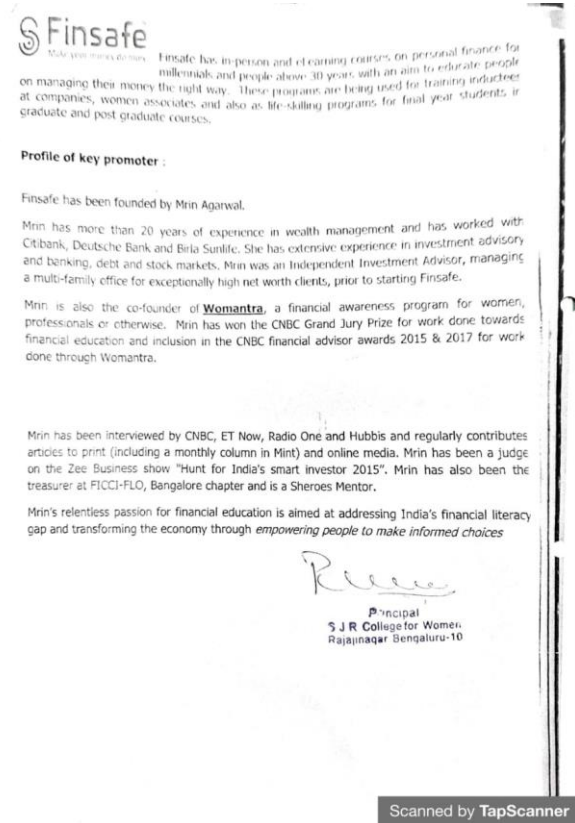 Finsafe
Make your money do more
Finsafe has in-person and eLearning courses on personal finance for
millennials and people above 30 years with an aim to educate people
on managing their money the right way. These programs are being used for training inductees
at companies, women associates and also as life-skilling programs for final year students in
graduate and post graduate courses.
Profile of key promoter :
Finsafe has been founded by Mrin Agarwal.
Mrin has more than 20 years of experience in wealth management and has worked with
Citibank, Deutsche Bank and Birla Sunlife. She has extensive experience in investment advisory
and banking, debt and stock markets. Mrin was an Independent Investment Advisor, managing
a multi-family office for exceptionally high net worth clients, prior to starting Finsafe.
Mrin is also the co-founder of Womantra, a financial awareness program for women,
professionals or otherwise. Mrin has won the CNBC Grand Jury Prize for work done towards
financial education and inclusion in the CNBC financial advisor awards 2015 & 2017 for work
done through Womantra.
Mrin has been interviewed by CNBC, ET Now, Radio One and Hubbis and regularly contributes
articles to print (including a monthly column in Mint) and online media. Mrin has been a judge
on the Zee Business show "Hunt for India's smart investor 2015". Mrin has also been the
treasurer at FICCI-FLO, Bangalore chapter and is a Sheroes Mentor.
Mrin's relentless passion for financial education is aimed at addressing India's financial literacy
gap and transforming the economy through empowering people to make informed choices
Principal
S J R College for Women
Rajajinagar Bengaluru-10
Scanned by TapScanner